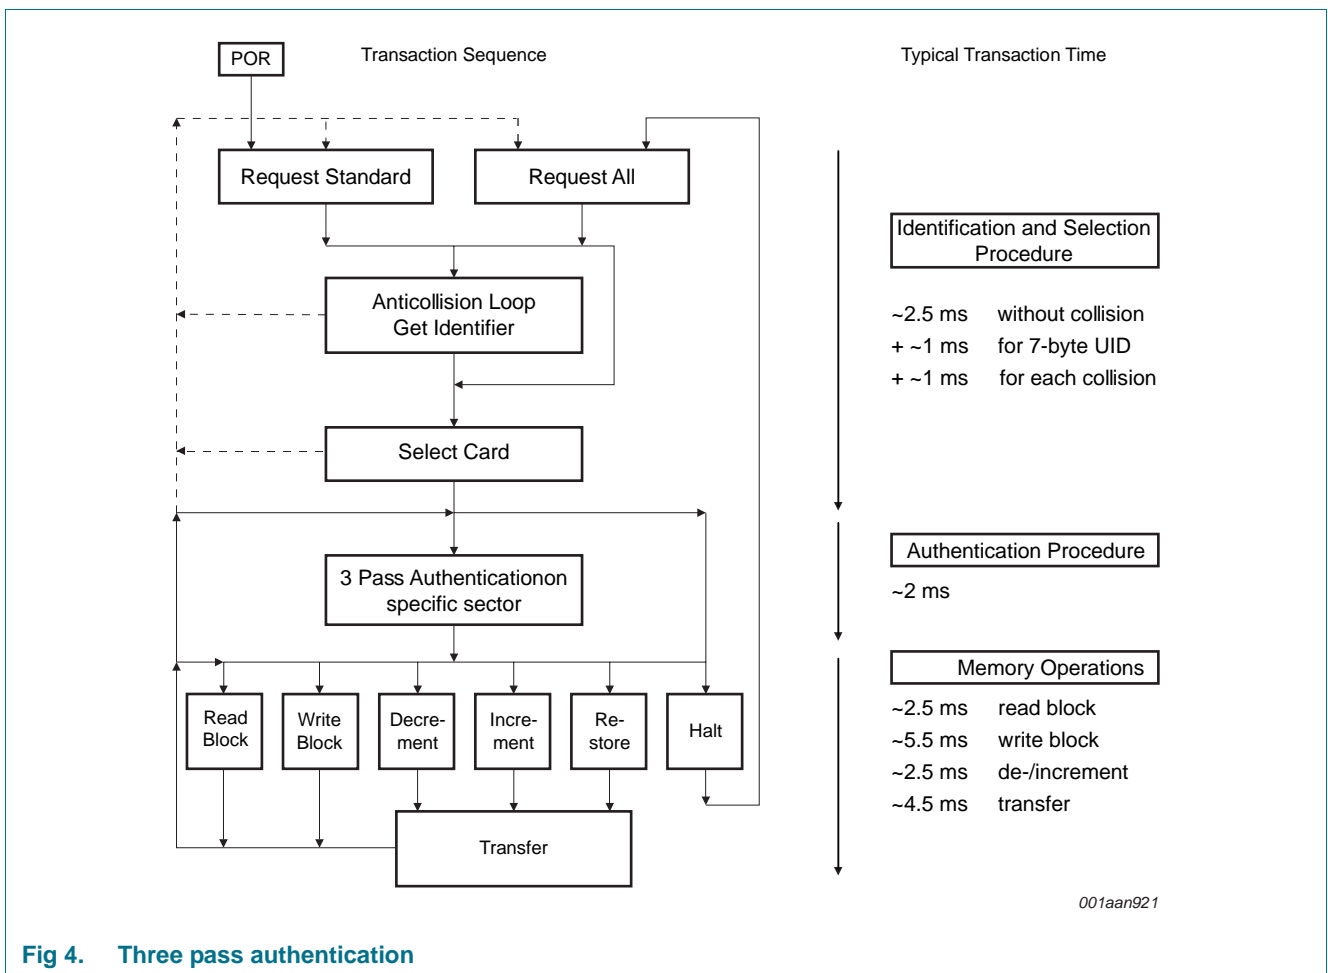 POR
Transaction Sequence
Typical Transaction Time
Request Standard
Request All
Identification and Selection
Procedure
Anticollision Loop
Get Identifier
~2.5 ms without collision
+ ~1 ms for 7-byte UID
+ ~1 ms for each collision
Select Card
Authentication Procedure
~2 ms
3 Pass Authenticationon
specific sector
Memory Operations
Read
Block
Write
Block
Decre-
ment
Incre-
ment
Re-
store
Halt
~2.5 ms read block
~5.5 ms write block
~2.5 ms de-/increment
~4.5 ms transfer
Transfer
001aan921
Fig 4. Three pass authentication